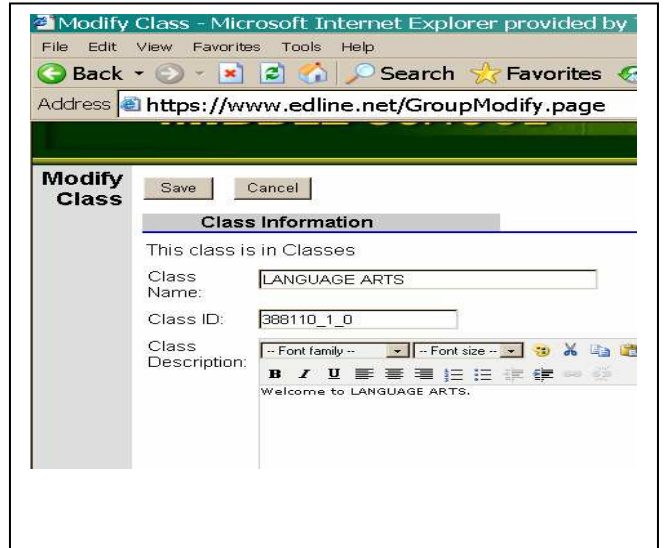 Modify Class - Microsoft Internet Explorer provided by
File Edit View Favorites Tools Help
Back Search Favorites
Address https://www.edline.net/GroupModify.page
Modify
Class
Save Cancel
Class Information
This class is in Classes
Class
Name:
LANGUAGE ARTS
Class ID: 388110_1_0
Class
Description:
-- Font family -- -- Font size --
B I U
Welcome to LANGUAGE ARTS.